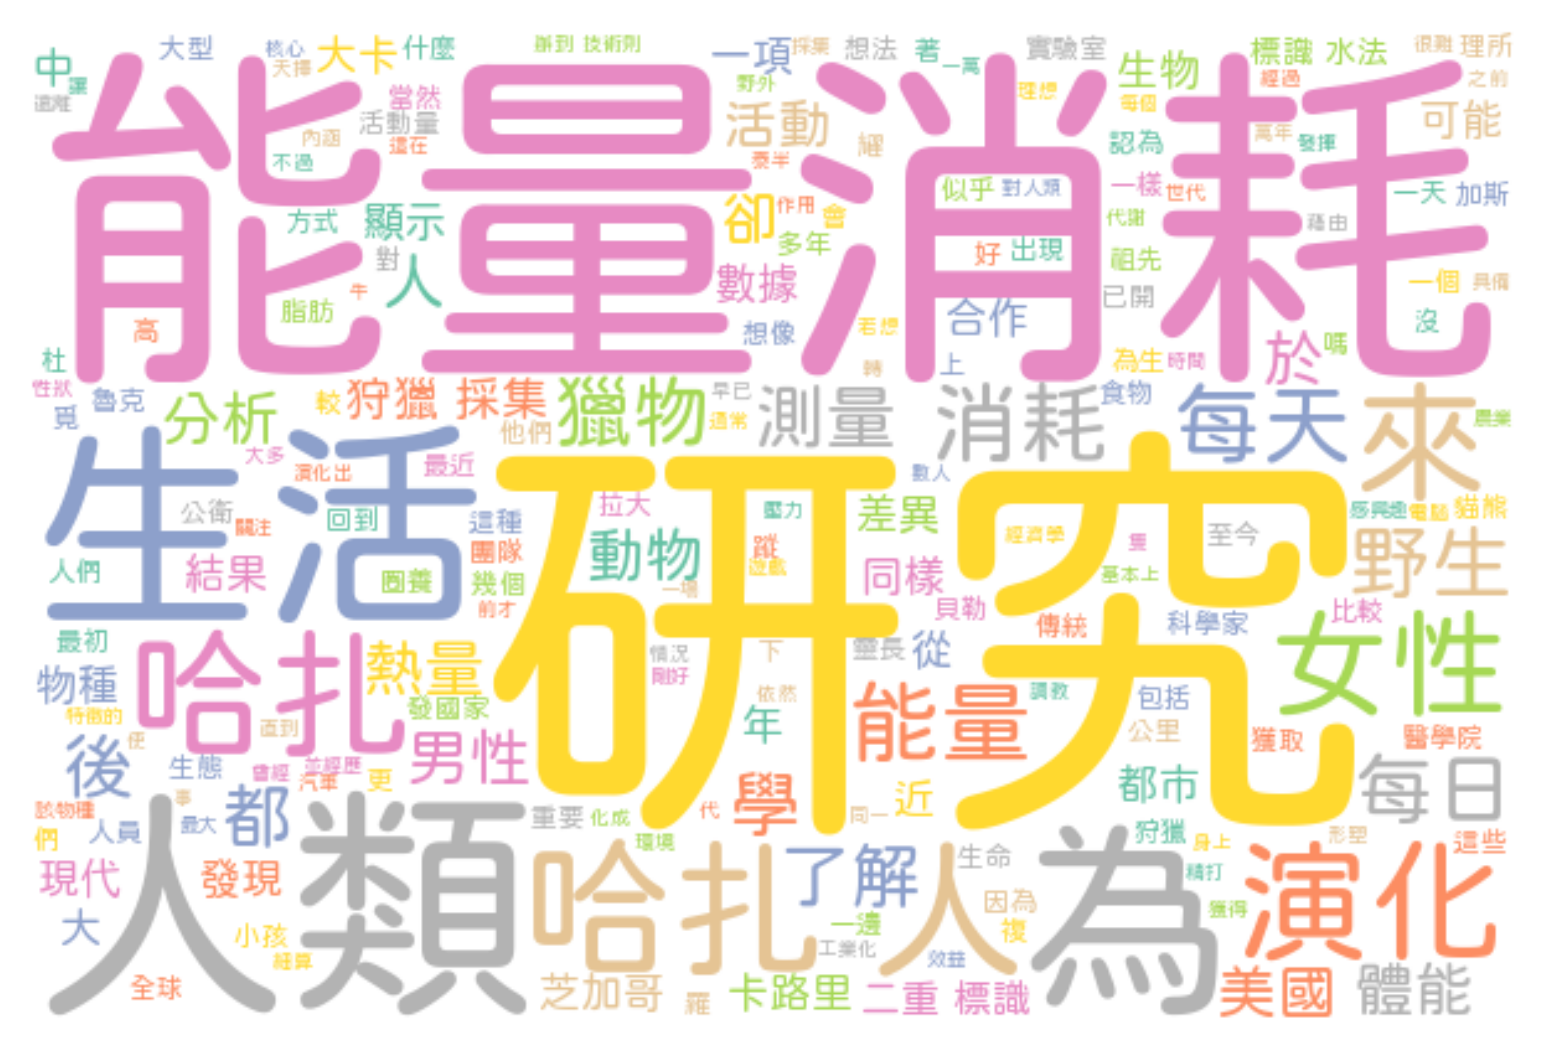 中 大型 核心 大卡 什麼 辦到 技術則 一項 採集 想法 著 實驗室 標識 水法 很難 理所
讓 天擇 野外 一萬 生物 經過 之前
遠離 當然 理想 每個
內涵 活動量 活動 萬年 可能
不過 這在 泰半 認為 發揮
能量消耗
方式 顯示 卻 作用 會 似乎 對人類 一樣 世代 一天 加斯
多年 代謝 藉由
對 人 好 出現 祖先
牛 數據 已開 一個 具備
脂肪 合作
高 想像 若想 沒
杜 轉 上 為生 時間 於 嗎
性狀 魯克 較 狩獵 採集 獵物 早已 測量 消耗 食物 每天 來
覓 分析 他們 通常 農業
大多 演化出 最近 數人
生活 研究
公衛 關注 回到 這種 拉大 壓力 差異 經濟學 至今 感興趣 電腦 貓熊
團隊 動物 蹤 隻 野生
人們 結果 圈養 幾個 遊戲 同樣 基本上
前才 一場 貝勒 比較
最初 情況 傳統 科學家 女性
哈扎 熱量 剛好 下 靈長 從
物種 發國家 依然 能量 調教 包括
特徵的 直到 年 公里 獲取 醫學院
後 便 生態 曾經 並經歷 男性
汽車 更 學 近 都市 每日
該物種 事 都 重要 化成 代 同一
們 人員 最大 環境 狩獵 身上 形塑 這些
人類 哈扎人 為 演化
現代 發現 了解 生命 精打
大 因為 獲得
小孩 一邊 複
細算 工業化 效益
全球 芝加哥 羅 卡路里 二重 標識 美國 體能